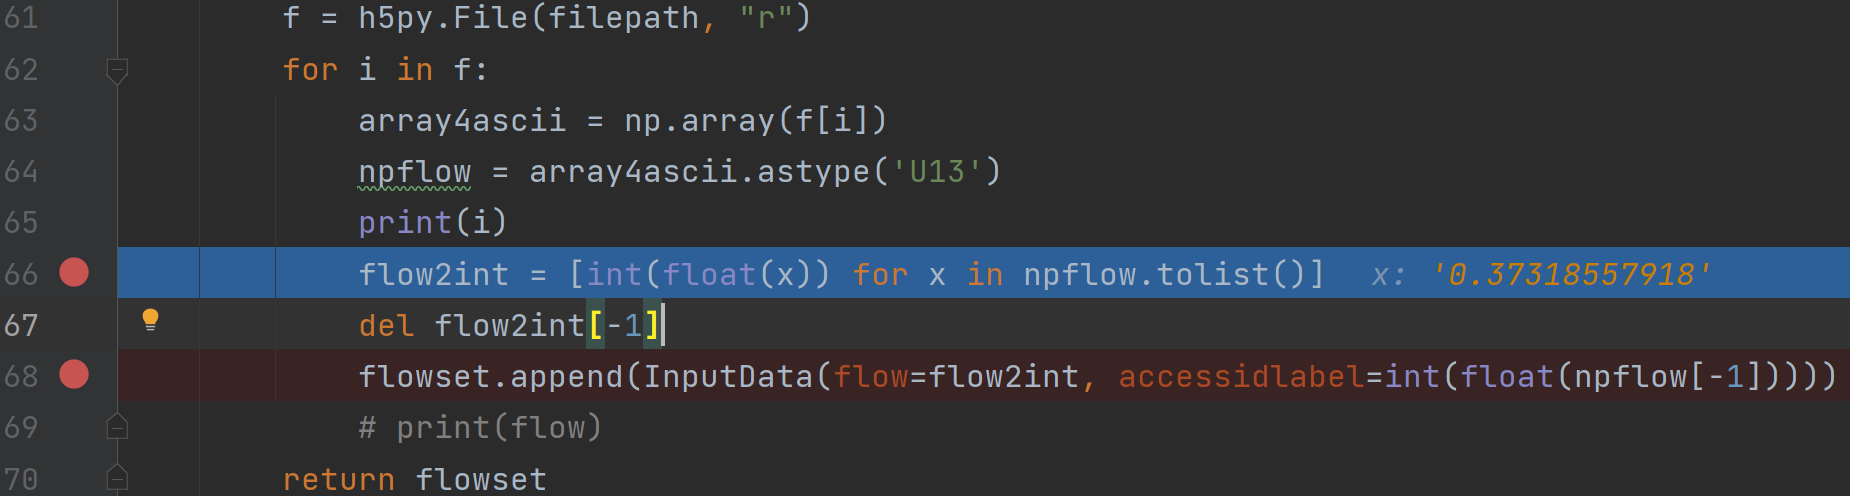 61 f = h5py.File(filepath, "r")
62 for i in f:
63 array4ascii = np.array(f[i])
64 npflow = array4ascii.astype('U13')
65 print(i)
66 flow2int = [int(float(x)) for x in npflow.tolist()] x: '0.37318557918'
67 del flow2int[-1]
68 flowset.append(InputData(flow=flow2int, accessidlabel=int(float(npflow[-1]))))
69 # print(flow)
70 return flowset